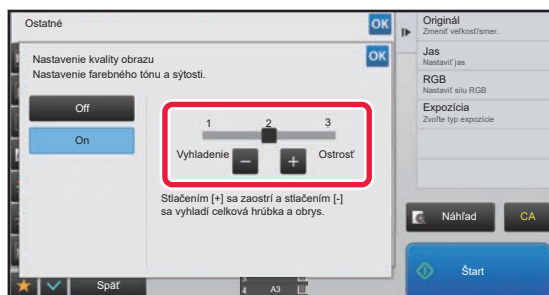 Ostatné
OK
Nastavenie kvality obrazu
Nastavenie farebného tónu a sýtosti.
OK
Off
On
1 2 3
Vyhladenie − + Ostrosť
Stlačením [+] sa zaostrí a stlačením [-]
sa vyhladí celková hrúbka a obrys.
Originál
Zmeniť veľkosť/smer.
Jas
Nastaviť jas
RGB
Nastaviť silu RGB
Expozícia
Zvoľte typ expozície
Náhľad
CA
Štart
Späť
4 A3